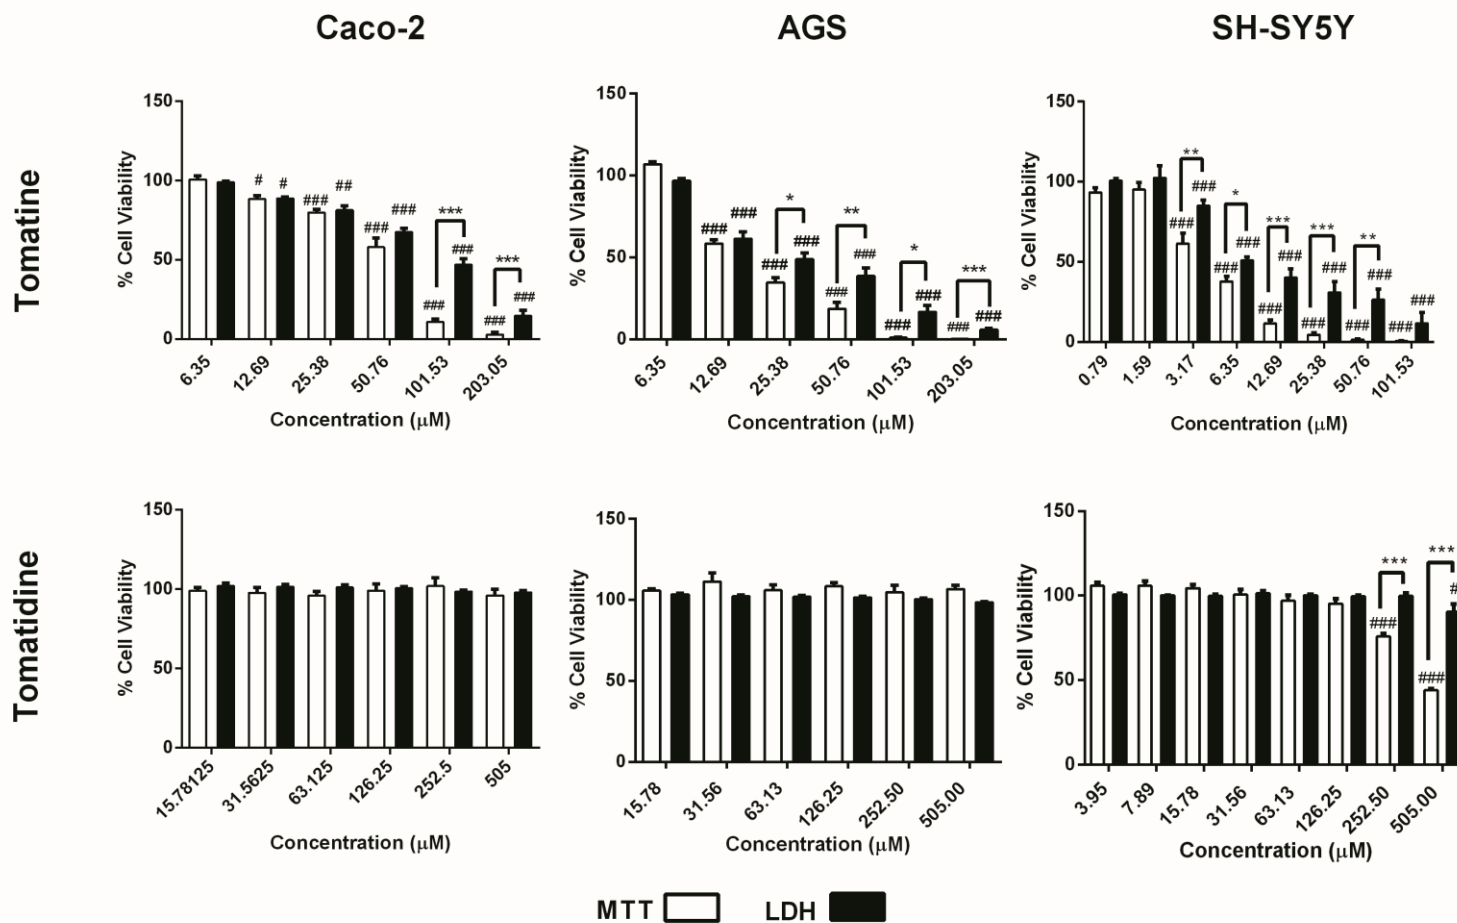 Caco-2 AGS SH-SY5Y
Tomatine
% Cell Viability
150
100
50
0
# # ### ## ### ### *** ### ### *** ### ###
6.35 12.69 25.38 50.76 101.53 203.05
Concentration (μM)
% Cell Viability
150
100
50
0
### ### * ### ### ** ### ### * ### ### *** ### ###
6.35 12.69 25.38 50.76 101.53 203.05
Concentration (μM)
% Cell Viability
150
100
50
0
** ### ### * ### ### *** ### ### *** ### ### ** ### ### ### ###
0.79 1.59 3.17 6.35 12.69 25.38 50.76 101.53
Concentration (μM)
Tomatidine
% Cell Viability
150
100
50
0
15.78125 31.5625 63.125 126.25 252.5 505
Concentration (μM)
% Cell Viability
150
100
50
0
15.78 31.56 63.13 126.25 252.50 505.00
Concentration (μM)
% Cell Viability
150
100
50
0
*** ### *** ### #
3.95 7.89 15.78 31.56 63.13 126.25 252.50 505.00
Concentration (μM)
MTT LDH